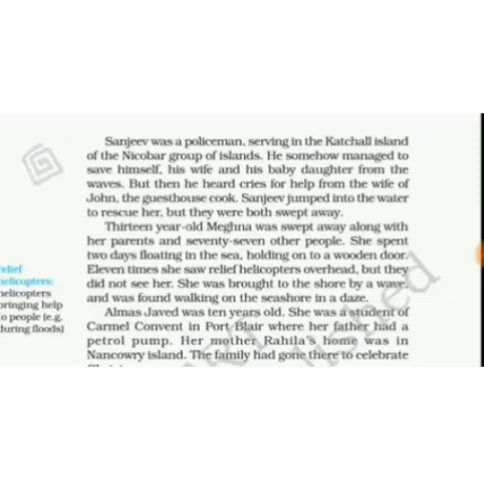 Sanjeev was a policeman, serving in the Katchall island
of the Nicobar group of islands. He somehow managed to
save himself, his wife and his baby daughter from the
waves. But then he heard cries for help from the wife of
John, the guesthouse cook. Sanjeev jumped into the water
to rescue her, but they were both swept away.
Thirteen year-old Meghna was swept away along with
her parents and seventy-seven other people. She spent
two days floating in the sea, holding on to a wooden door.
Eleven times she saw relief helicopters overhead, but they
did not see her. She was brought to the shore by a wave,
and was found walking on the seashore in a daze.
Almas Javed was ten years old. She was a student of
Carmel Convent in Port Blair where her father had a
petrol pump. Her mother Rahila's home was in
Nancowry island. The family had gone there to celebrate
relief
helicopters:
helicopters
bringing help
to people (e.g.
during floods)